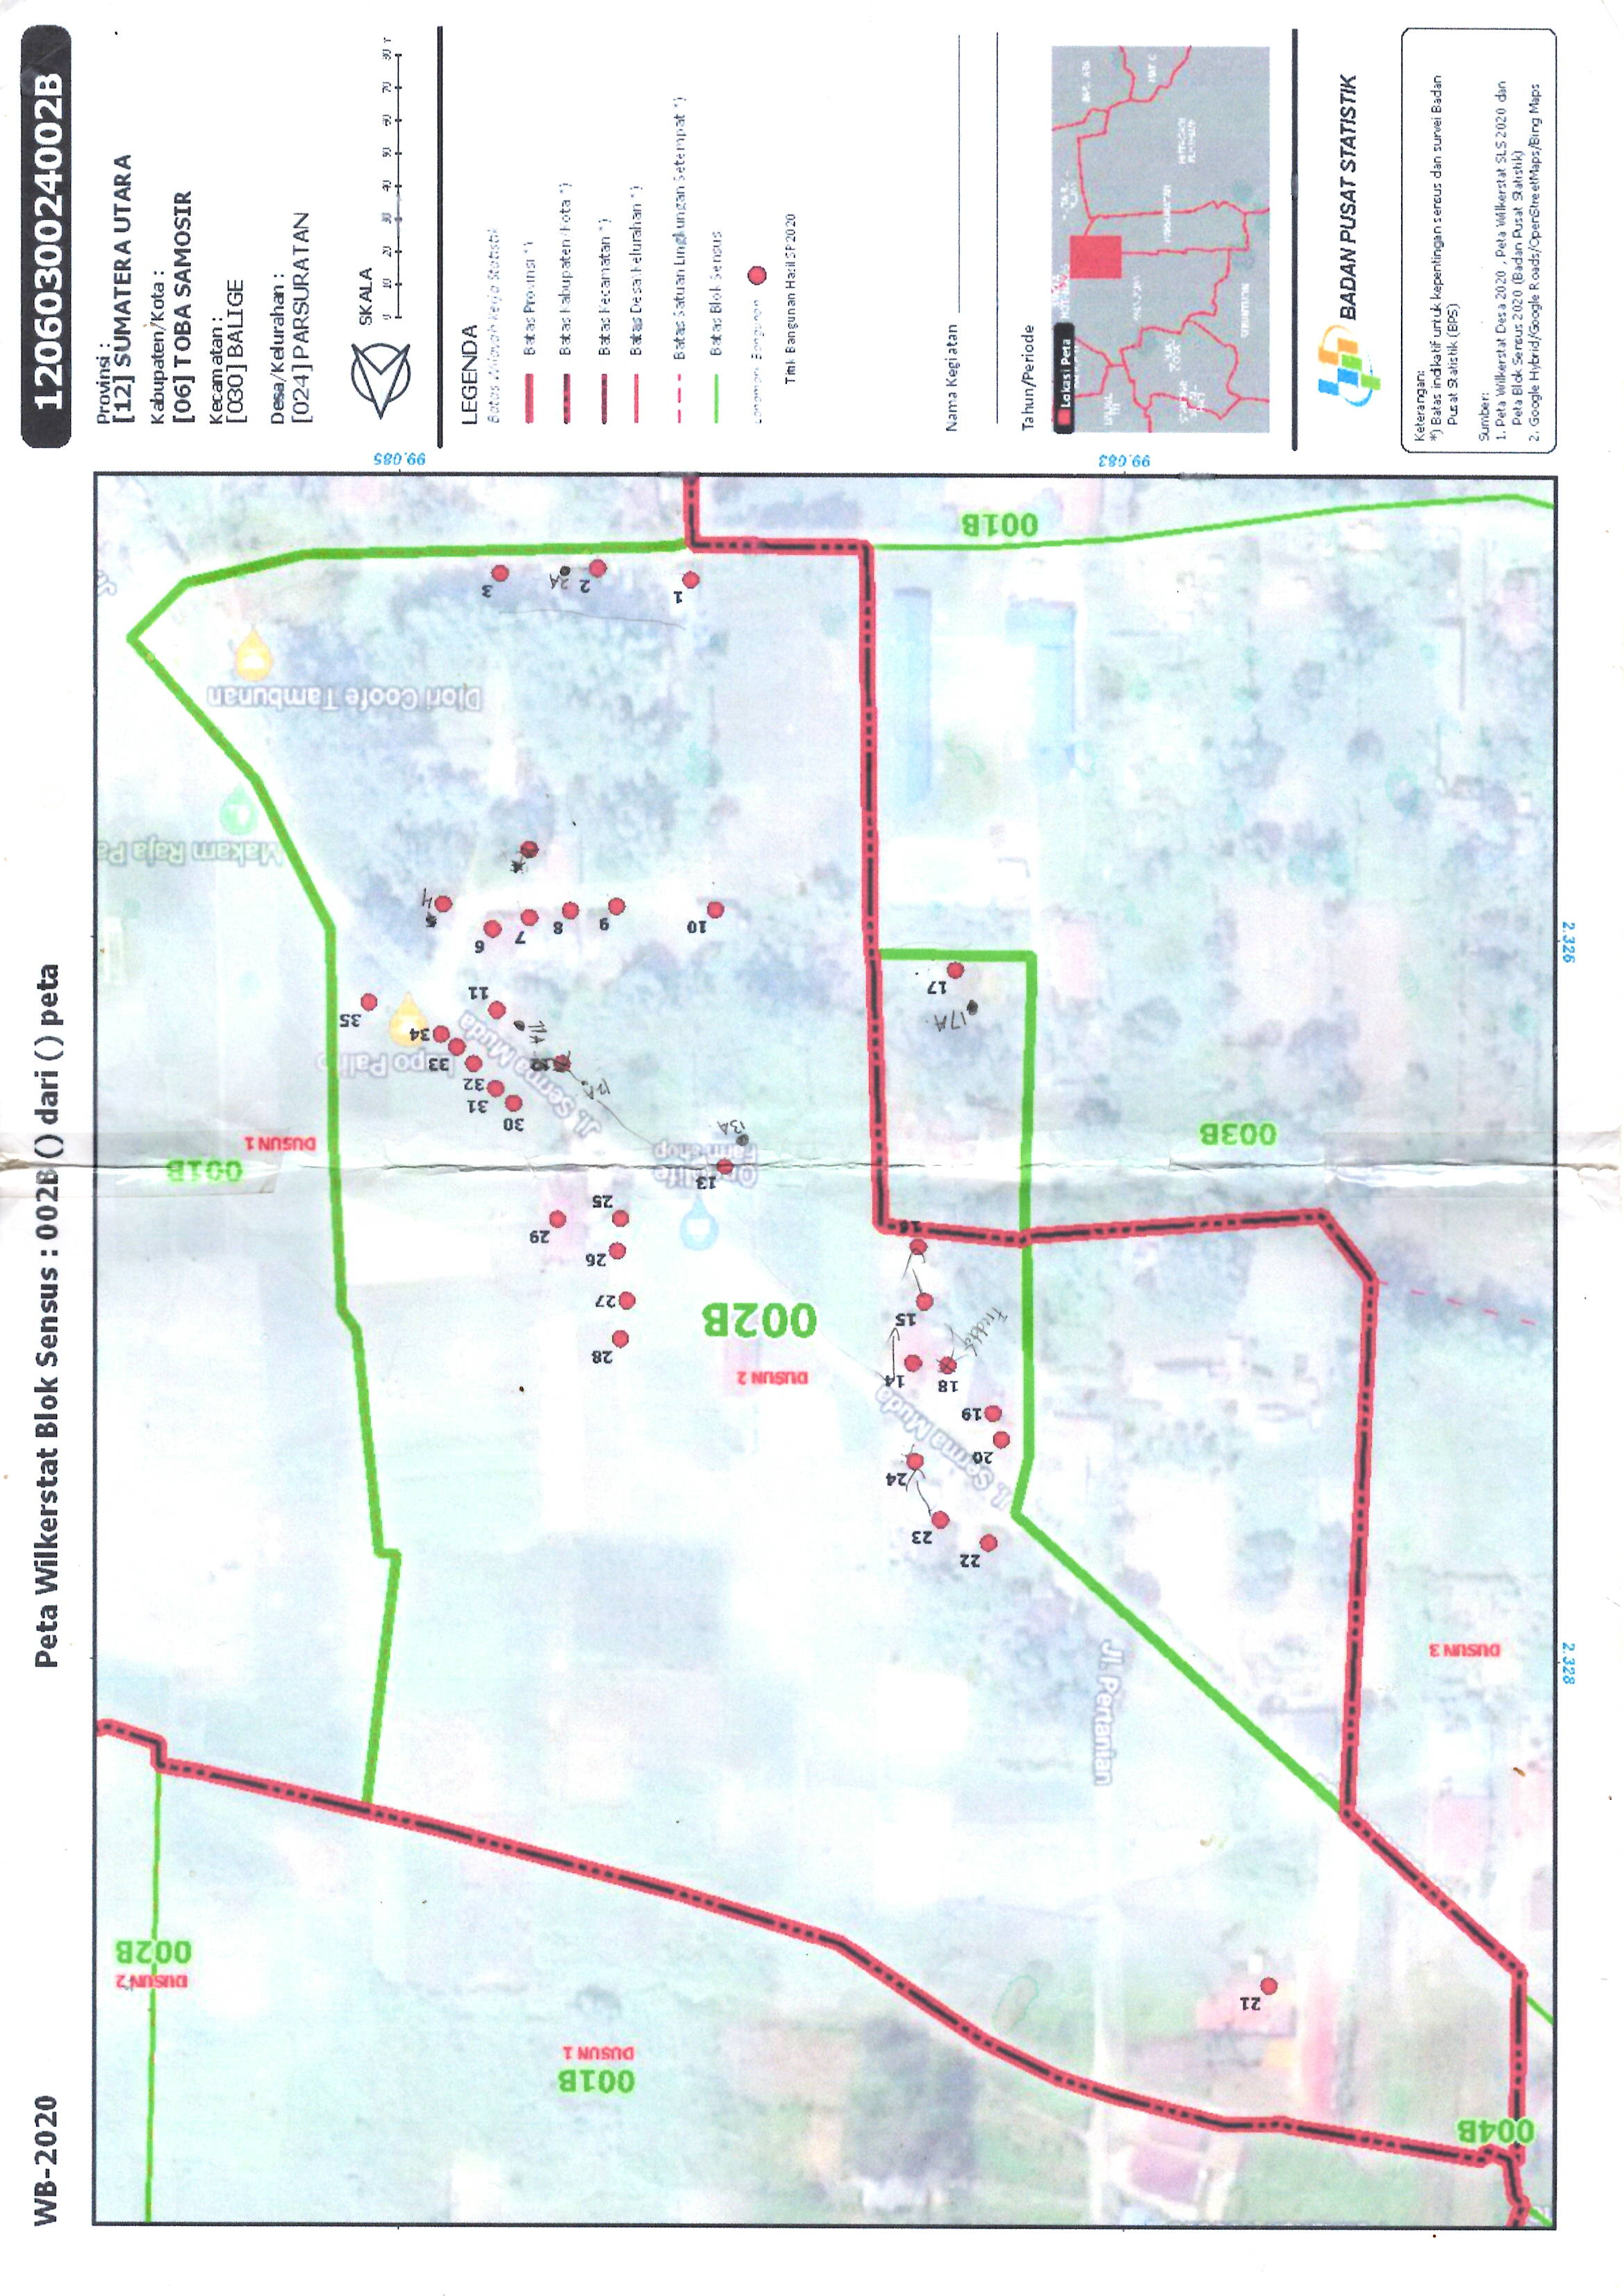 WB-2020
Peta Wilkerstat Blok Sensus : 002B () dari () peta
004B
001B
DUSUN 1
DUSUN 2
002B
21
2.328
DUSUN 3
Jl. Pertanian
22
23
24
Jl. Serma Muda
20
19
18
14
15
16
DUSUN 2
002B
28
27
26
25
29
13
Farm shop
13A
003B
001B
DUSUN 1
30
31
32
33
34
35
12A
12
Jl. Serma Muda
11
17A
17
2.326
10
9
8
7
6
4
Makam Raja Pa
Diori Coofe Tambunan
1
2
2A
3
001B
99.083
99.085
1206030024002B
Provinsi :
[12] SUMATERA UTARA
Kabupaten/Kota :
[06] TOBA SAMOSIR
Kecamatan :
[030] BALIGE
Desa/Kelurahan :
[024] PARSURATAN
SKALA
0 10 20 30 40 50 60 70 80
LEGENDA
Batas Wilayah Kerja Statistik
Batas Provinsi *)
Batas Kabupaten/Kota *)
Batas Kecamatan *)
Batas Desa/Kelurahan *)
Batas Satuan Lingkungan Setempat *)
Batas Blok Sensus
Titik Bangunan Hasil SP2020
Nama Kegiatan
Tahun/Periode
Lokasi Peta
BADAN PUSAT STATISTIK
Keterangan:
*) Batas indikatif untuk kepentingan sensus dan survei Badan
Pusat Statistik (BPS)
Sumber:
1. Peta Wilkerstat Desa 2020 , Peta Wilkerstat SLS 2020 dan
Peta Blok Sensus 2020 (Badan Pusat Statistik)
2. Google Hybrid/Google Roads/OpenStreetMaps/Bing Maps